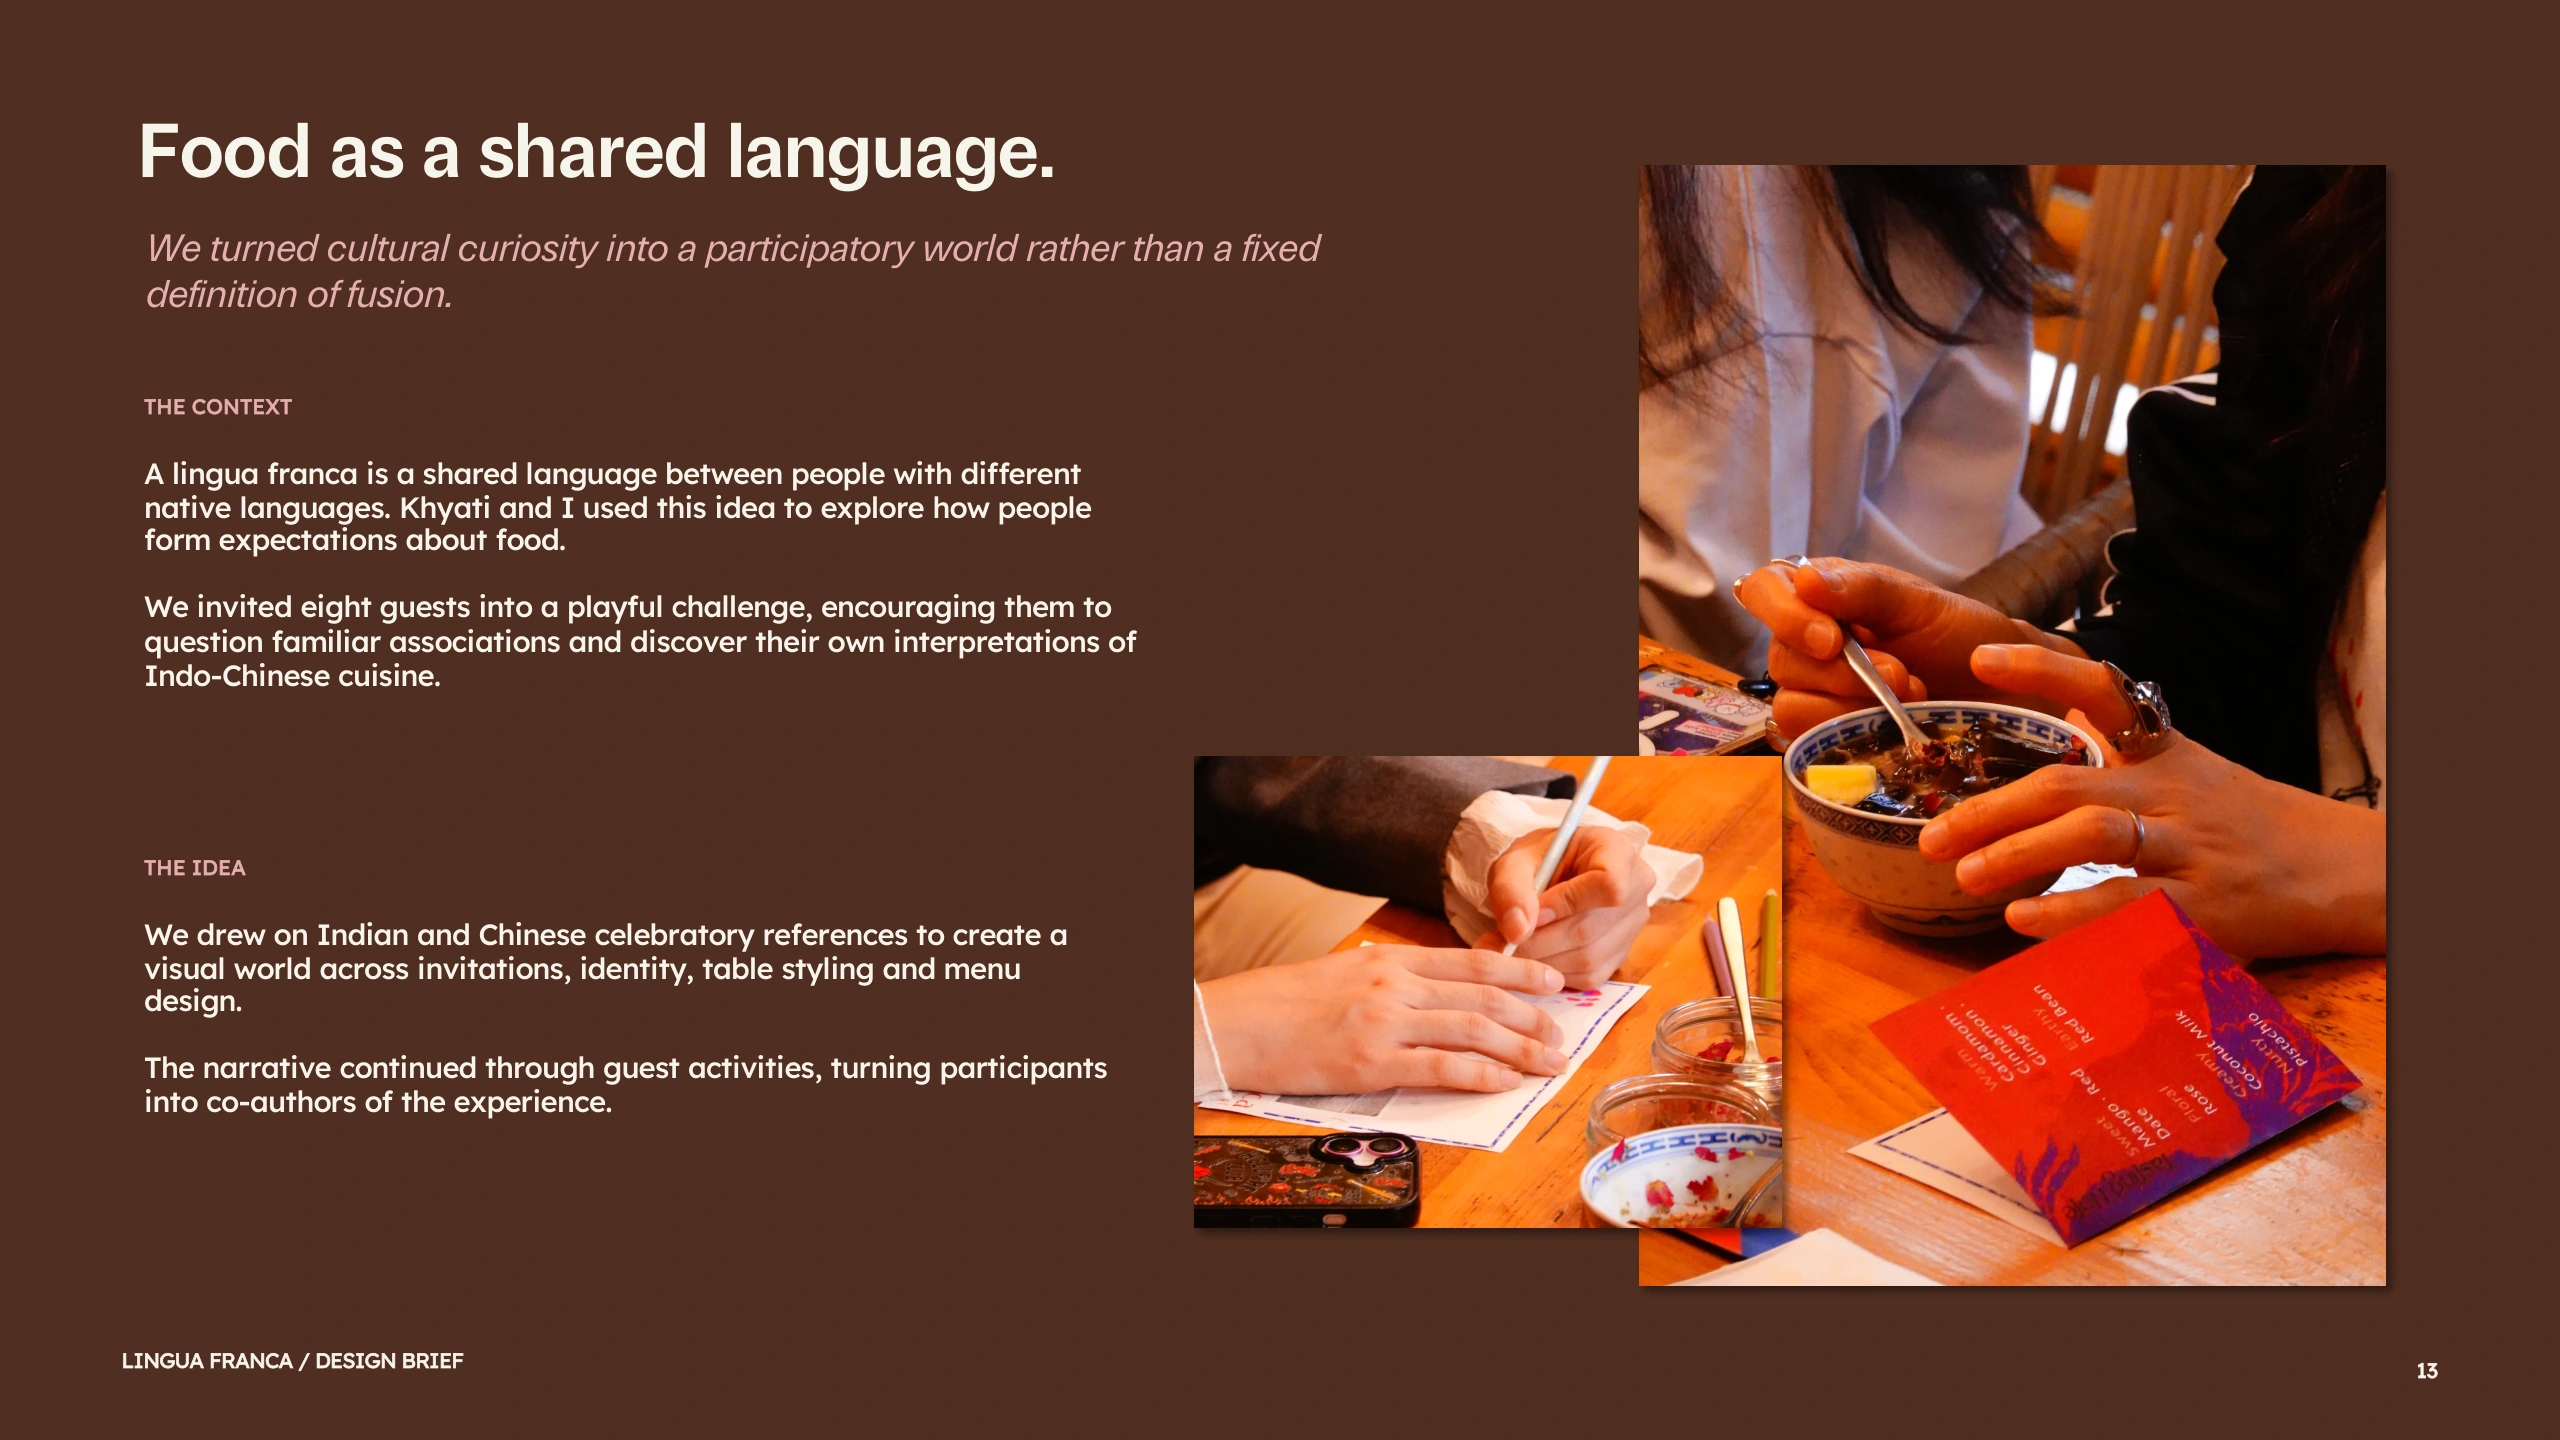 Food as a shared language.
We turned cultural curiosity into a participatory world rather than a fixed
definition of fusion.
THE CONTEXT
A lingua franca is a shared language between people with different
native languages. Khyati and I used this idea to explore how people
form expectations about food.
We invited eight guests into a playful challenge, encouraging them to
question familiar associations and discover their own interpretations of
Indo-Chinese cuisine.
THE IDEA
We drew on Indian and Chinese celebratory references to create a
visual world across invitations, identity, table styling and menu
design.
The narrative continued through guest activities, turning participants
into co-authors of the experience.
Sweet
Mango · Red
Date
Floral
Rose
Creamy
Coconut Milk
Nutty
Pistachio
Warm
Cardamom ·
Cinnamon ·
Ginger
Earthy
Red Bean
LINGUA FRANCA / DESIGN BRIEF
13